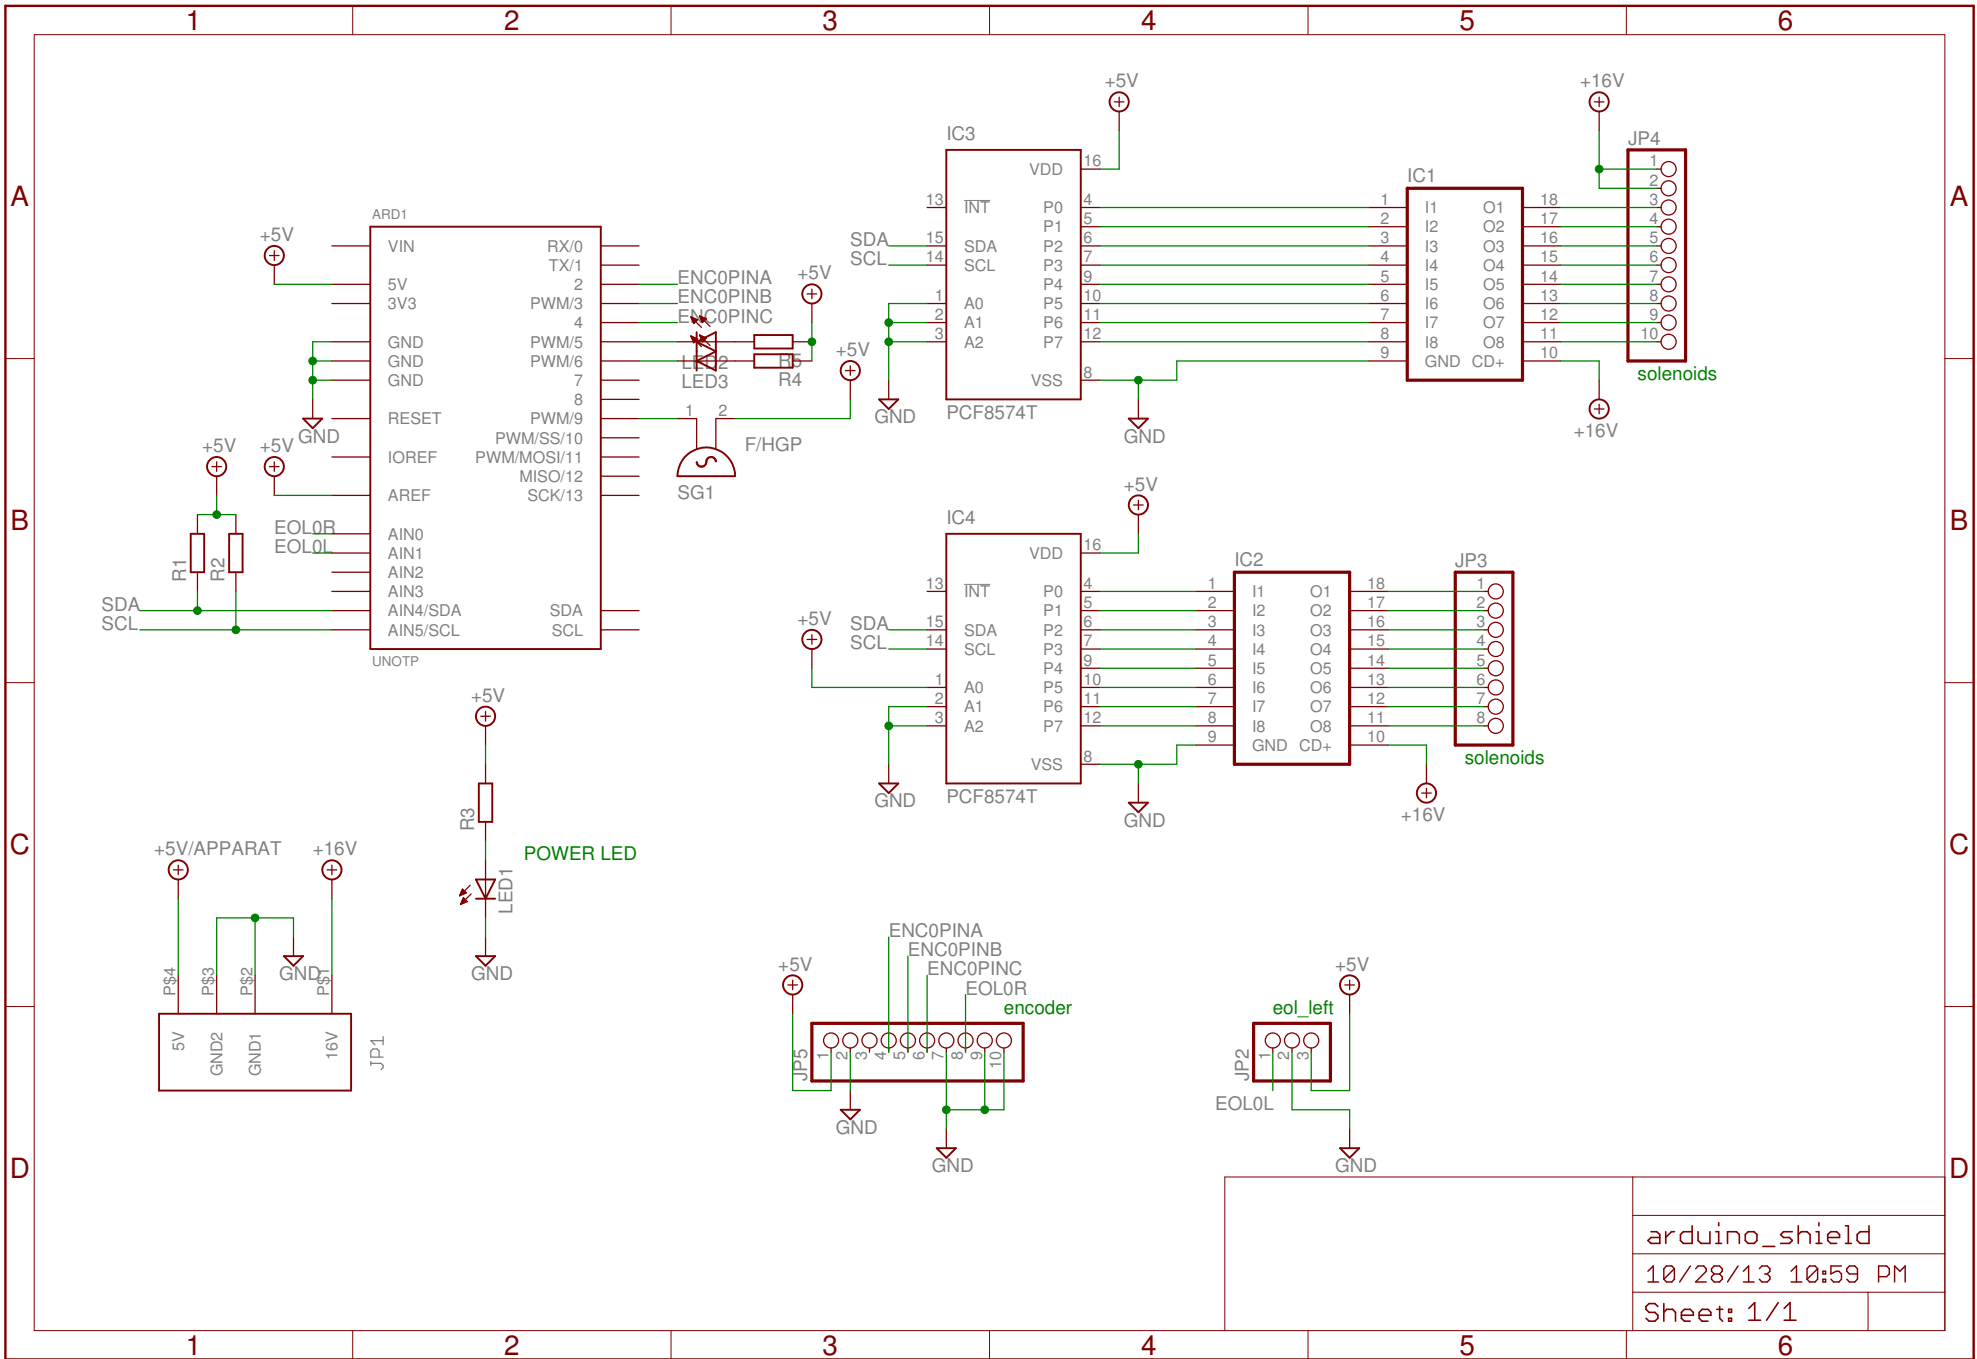 1 2 3 4 5 6
A A
B B
C C
D D
ARD1
+5V
VIN
5V
3V3
GND
GND
GND
RESET
IOREF
AREF
AIN0
AIN1
AIN2
AIN3
AIN4/SDA
AIN5/SCL
RX/0
TX/1
2
PWM/3
4
PWM/5
PWM/6
7
8
PWM/9
PWM/SS/10
PWM/MOSI/11
MISO/12
SCK/13
SDA
SCL
UNOTP
GND
+5V +5V
R1 R2
EOL0R
EOL0L
SDA
SCL
ENC0PINA
ENC0PINB
ENC0PINC
+5V
LED2
LED3
R5
R4
+5V
1 2
F/HGP
SG1
IC3
+5V
VDD 16
13 INT
15 SDA
14 SCL
1 A0
2 A1
3 A2
SDA
SCL
P0 4
P1 5
P2 6
P3 7
P4 9
P5 10
P6 11
P7 12
VSS 8
PCF8574T
GND
GND
IC1
1 I1 O1 18
2 I2 O2 17
3 I3 O3 16
4 I4 O4 15
5 I5 O5 14
6 I6 O6 13
7 I7 O7 12
8 I8 O8 11
9 GND CD+ 10
+16V
+16V
JP4
1
2
3
4
5
6
7
8
9
10
solenoids
IC4
+5V
VDD 16
13 INT
15 SDA
14 SCL
1 A0
2 A1
3 A2
+5V
SDA
SCL
P0 4
P1 5
P2 6
P3 7
P4 9
P5 10
P6 11
P7 12
VSS 8
PCF8574T
GND
GND
IC2
1 I1 O1 18
2 I2 O2 17
3 I3 O3 16
4 I4 O4 15
5 I5 O5 14
6 I6 O6 13
7 I7 O7 12
8 I8 O8 11
9 GND CD+ 10
+16V
JP3
1
2
3
4
5
6
7
8
solenoids
+5V
R3
POWER LED
LED1
GND
+5V/APPARAT +16V
GND
P$4 P$3 P$2 P$1
5V GND2 GND1 16V
JP1
ENC0PINA
ENC0PINB
ENC0PINC
EOL0R
+5V
encoder
JP5
1 2 3 4 5 6 7 8 9 10
GND
GND
+5V
eol_left
JP2
1 2 3
EOL0L
GND
arduino_shield
10/28/13 10:59 PM
Sheet: 1/1
1 2 3 4 5 6